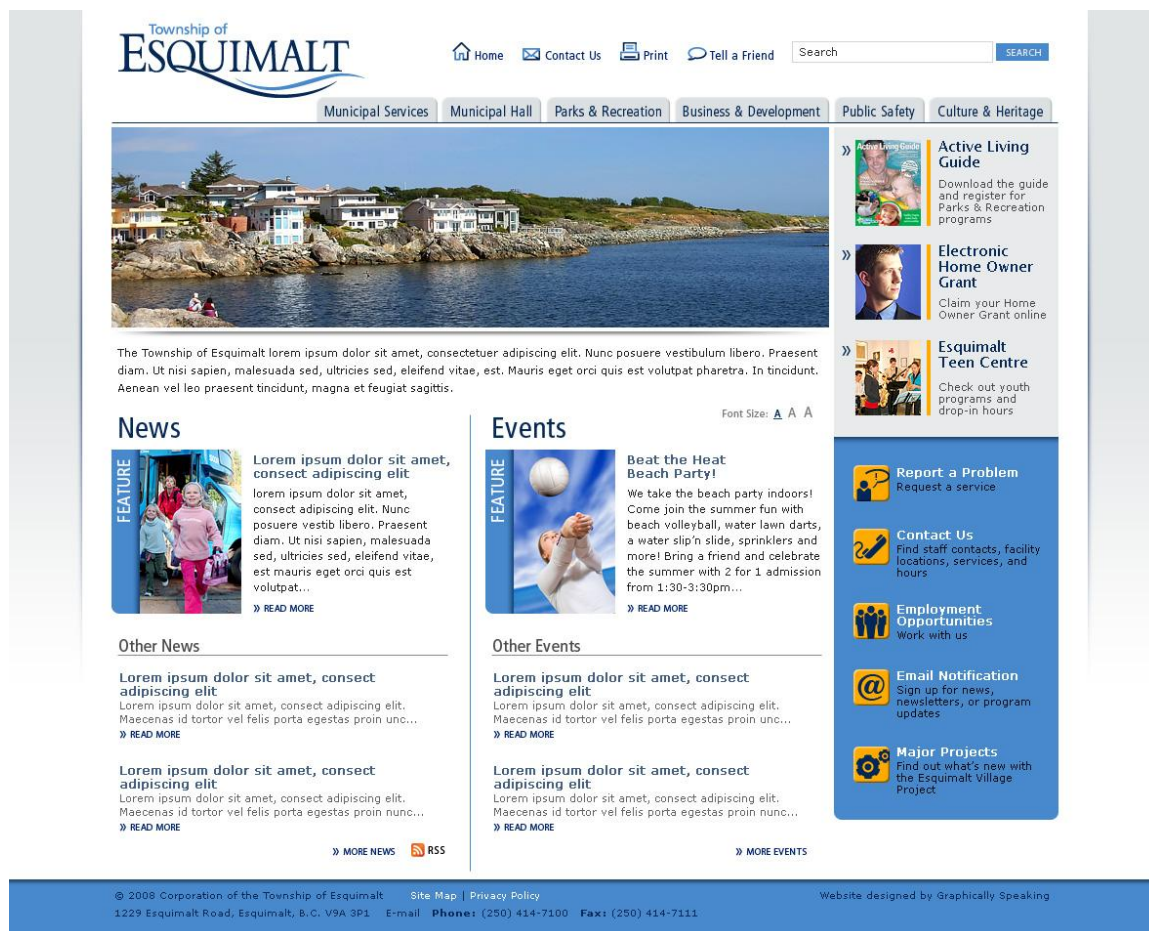 Township of
ESQUIMALT
Home
Contact Us
Print
Tell a Friend
Search
SEARCH
Municipal Services
Municipal Hall
Parks & Recreation
Business & Development
Public Safety
Culture & Heritage
» Active Living Guide
Active Living
Guide
Download the guide
and register for
Parks & Recreation
programs
»
Electronic
Home Owner
Grant
Claim your Home
Owner Grant online
»
Esquimalt
Teen Centre
Check out youth
programs and
drop-in hours
The Township of Esquimalt lorem ipsum dolor sit amet, consectetuer adipiscing elit. Nunc posuere vestibulum libero. Praesent
diam. Ut nisi sapien, malesuada sed, ultricies sed, eleifend vitae, est. Mauris eget orci quis est volutpat pharetra. In tincidunt.
Aenean vel leo praesent tincidunt, magna et feugiat sagittis.
Font Size: A A A
News
FEATURE
Lorem ipsum dolor sit amet,
consect adipiscing elit
lorem ipsum dolor sit amet,
consect adipiscing elit. Nunc
posuere vestib libero. Praesent
diam. Ut nisi sapien, malesuada
sed, ultricies sed, eleifend vitae,
est mauris eget orci quis est
volutpat...
» READ MORE
Other News
Lorem ipsum dolor sit amet, consect
adipiscing elit
Lorem ipsum dolor sit amet, consect adipiscing elit.
Maecenas id tortor vel felis porta egestas proin unc...
» READ MORE
Lorem ipsum dolor sit amet, consect
adipiscing elit
Lorem ipsum dolor sit amet, consect adipiscing elit.
Maecenas id tortor vel felis porta egestas proin nunc...
» READ MORE
» MORE NEWS
RSS
Events
FEATURE
Beat the Heat
Beach Party!
We take the beach party indoors!
Come join the summer fun with
beach volleyball, water lawn darts,
a water slip'n slide, sprinklers and
more! Bring a friend and celebrate
the summer with 2 for 1 admission
from 1:30-3:30pm...
» READ MORE
Other Events
Lorem ipsum dolor sit amet, consect
adipiscing elit
Lorem ipsum dolor sit amet, consect adipiscing elit.
Maecenas id tortor vel felis porta egestas proin unc...
» READ MORE
Lorem ipsum dolor sit amet, consect
adipiscing elit
Lorem ipsum dolor sit amet, consect adipiscing elit.
Maecenas id tortor vel felis porta egestas proin nunc...
» READ MORE
» MORE EVENTS
Report a Problem
Request a service
Contact Us
Find staff contacts, facility
locations, services, and
hours
Employment
Opportunities
Work with us
@
Email Notification
Sign up for news,
newsletters, or program
updates
Major Projects
Find out what's new with
the Esquimalt Village
Project
© 2008 Corporation of the Township of Esquimalt Site Map | Privacy Policy
Website designed by Graphically Speaking
1229 Esquimalt Road, Esquimalt, B.C. V9A 3P1 E-mail Phone: (250) 414-7100 Fax: (250) 414-7111